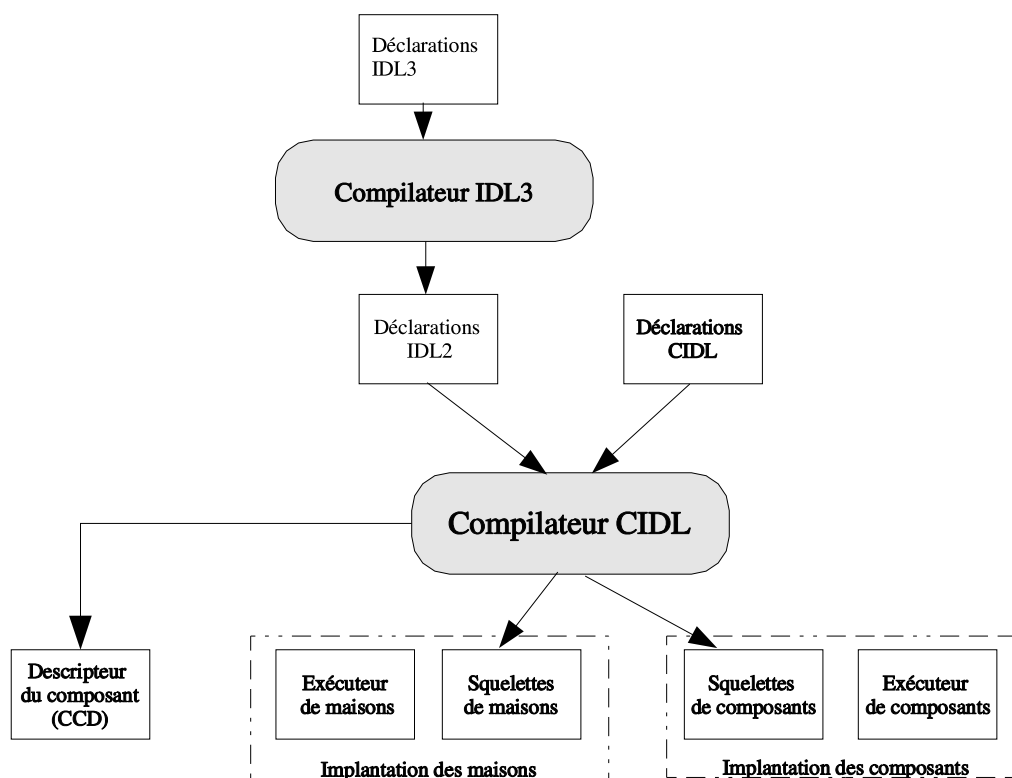 Déclarations
IDL3
Compilateur IDL3
Déclarations
IDL2
Déclarations
CIDL
Compilateur CIDL
Descripteur
du composant
(CCD)
Exécuteur
de maisons
Squelettes
de maisons
Squelettes
de composants
Exécuteur
de composants
Implantation des maisons
Implantation des composants